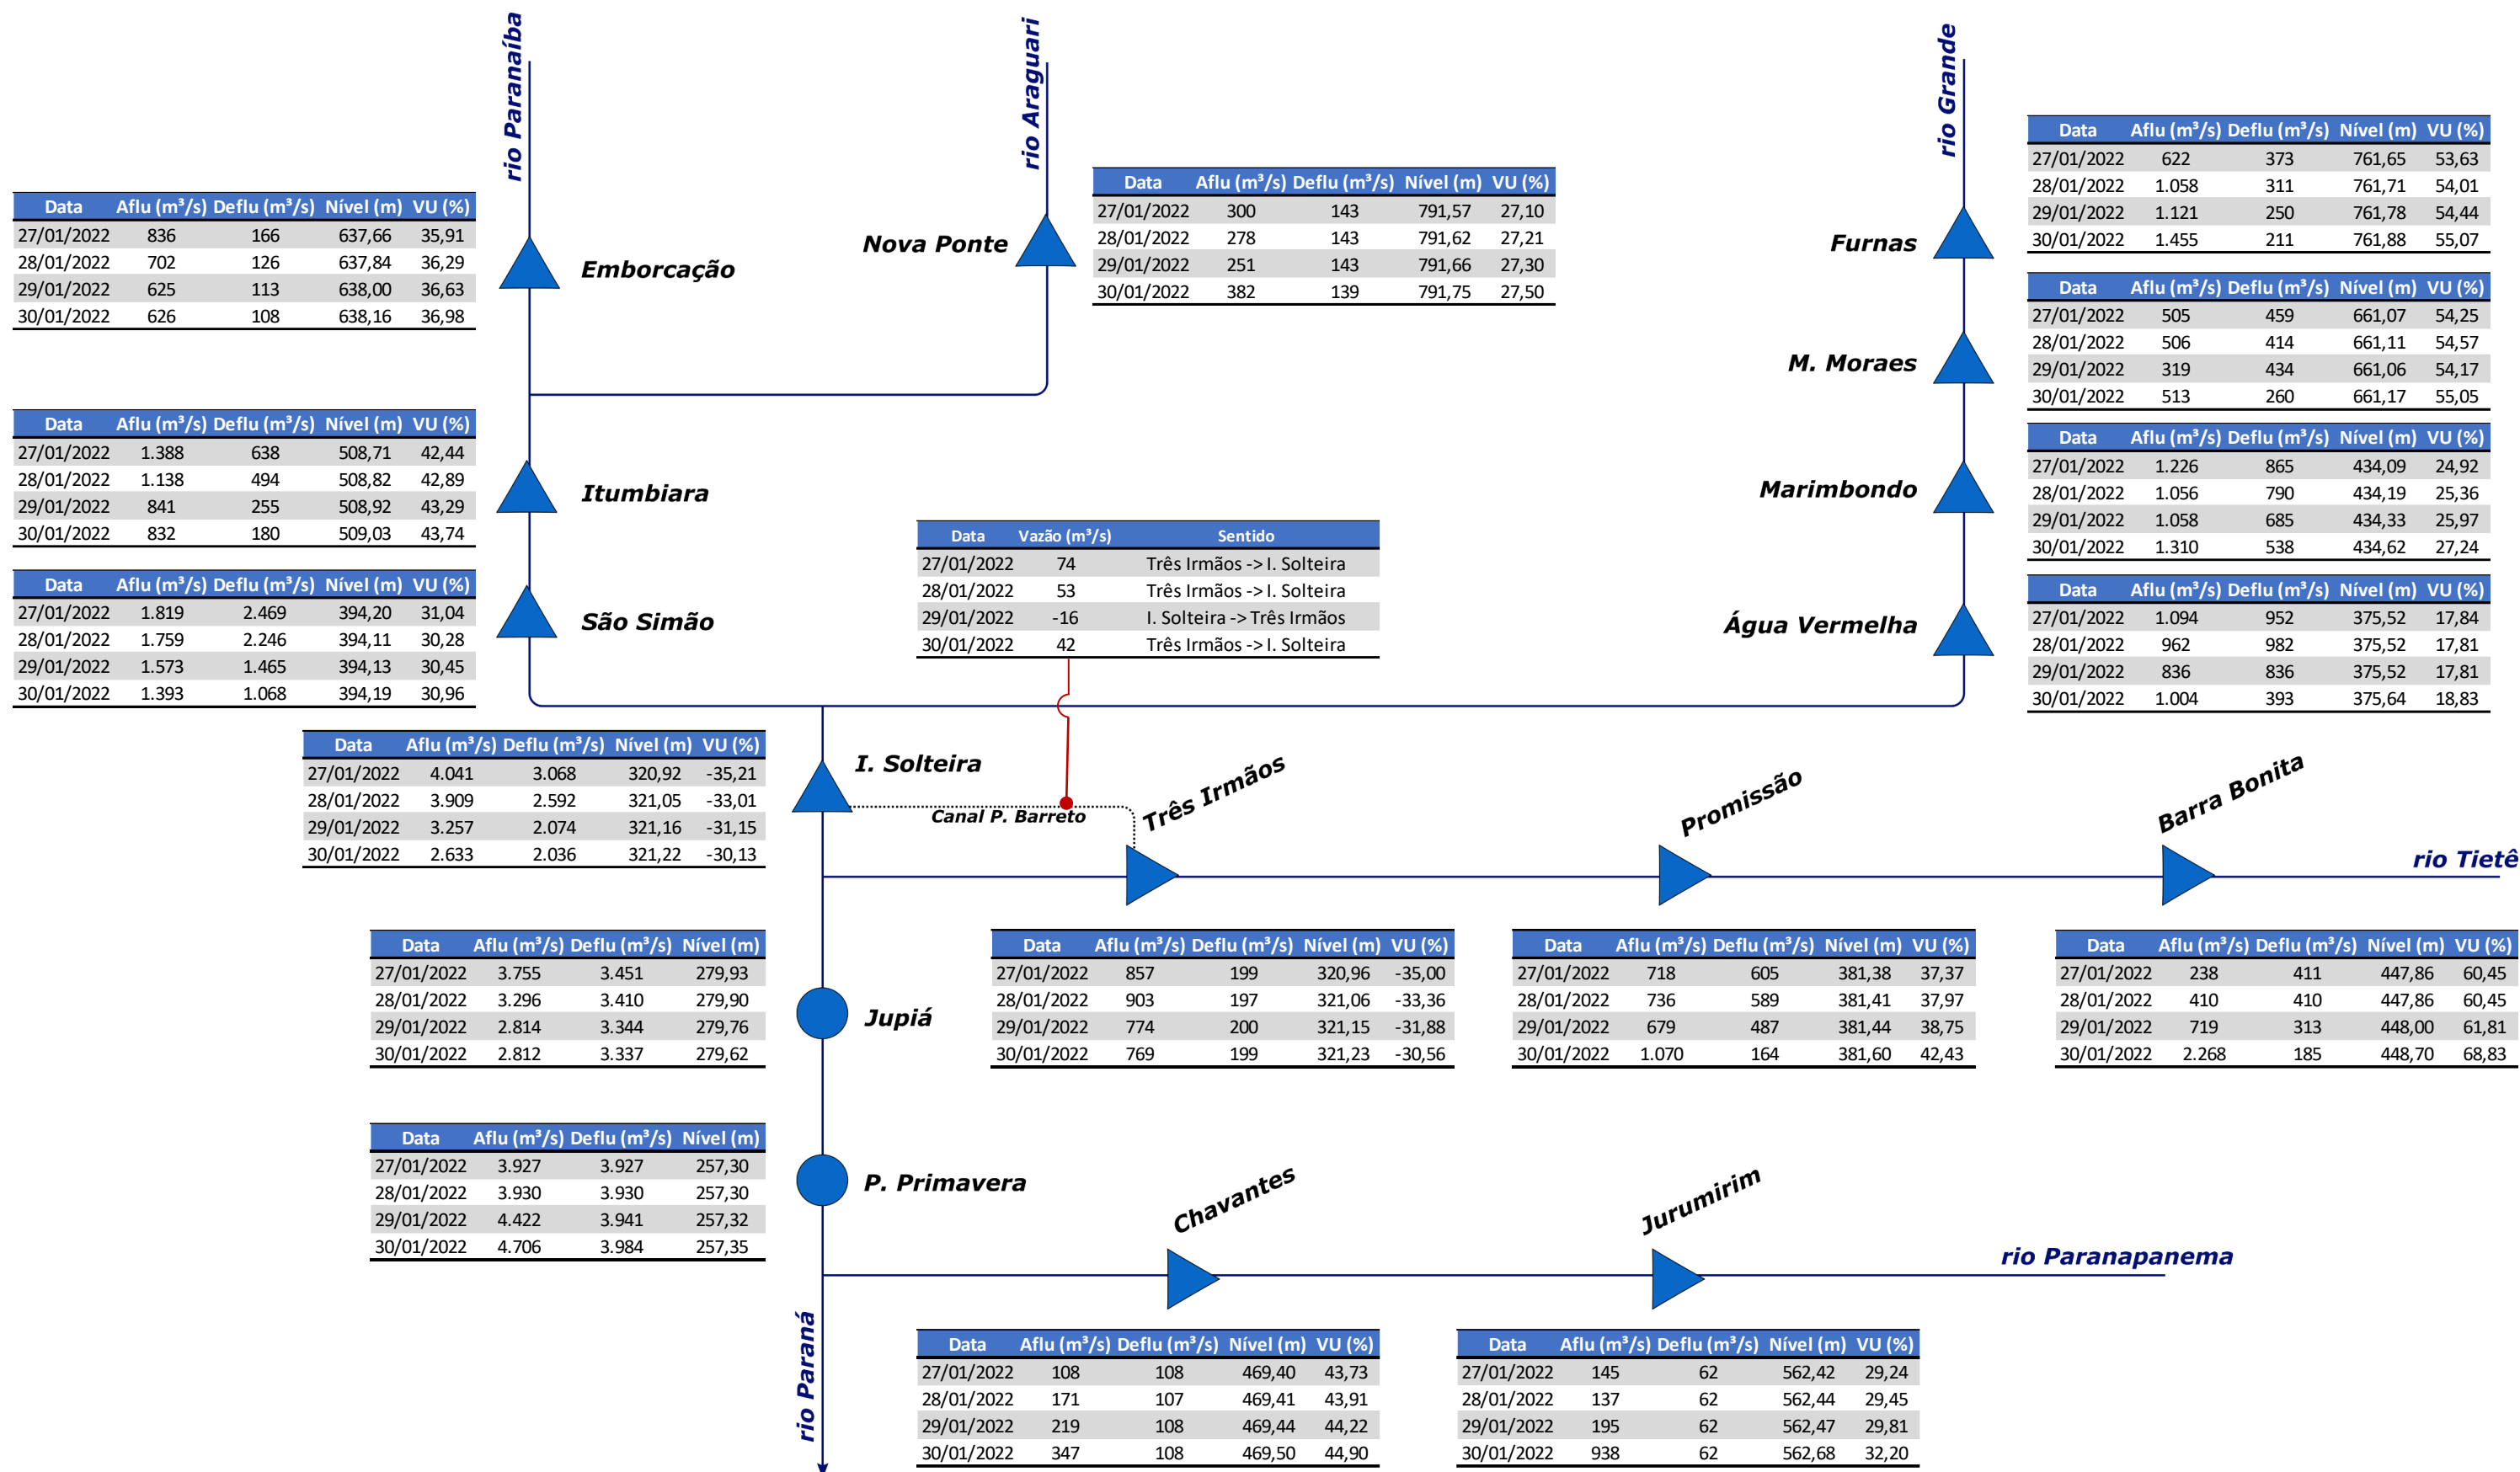 rio Paranaíba
rio Araguari
rio Grande
Data Aflu (m³/s) Deflu (m³/s) Nível (m) VU (%)
27/01/2022 622 373 761,65 53,63
28/01/2022 1.058 311 761,71 54,01
29/01/2022 1.121 250 761,78 54,44
30/01/2022 1.455 211 761,88 55,07
Furnas
Data Aflu (m³/s) Deflu (m³/s) Nível (m) VU (%)
27/01/2022 300 143 791,57 27,10
28/01/2022 278 143 791,62 27,21
29/01/2022 251 143 791,66 27,30
30/01/2022 382 139 791,75 27,50
Nova Ponte
Data Aflu (m³/s) Deflu (m³/s) Nível (m) VU (%)
27/01/2022 836 166 637,66 35,91
28/01/2022 702 126 637,84 36,29
29/01/2022 625 113 638,00 36,63
30/01/2022 626 108 638,16 36,98
Emborcação
Data Aflu (m³/s) Deflu (m³/s) Nível (m) VU (%)
27/01/2022 505 459 661,07 54,25
28/01/2022 506 414 661,11 54,57
29/01/2022 319 434 661,06 54,17
30/01/2022 513 260 661,17 55,05
M. Moraes
Data Aflu (m³/s) Deflu (m³/s) Nível (m) VU (%)
27/01/2022 1.388 638 508,71 42,44
28/01/2022 1.138 494 508,82 42,89
29/01/2022 841 255 508,92 43,29
30/01/2022 832 180 509,03 43,74
Itumbiara
Data Aflu (m³/s) Deflu (m³/s) Nível (m) VU (%)
27/01/2022 1.226 865 434,09 24,92
28/01/2022 1.056 790 434,19 25,36
29/01/2022 1.058 685 434,33 25,97
30/01/2022 1.310 538 434,62 27,24
Marimbondo
Data Vazão (m³/s) Sentido
27/01/2022 74 Três Irmãos -> I. Solteira
28/01/2022 53 Três Irmãos -> I. Solteira
29/01/2022 -16 I. Solteira -> Três Irmãos
30/01/2022 42 Três Irmãos -> I. Solteira
Data Aflu (m³/s) Deflu (m³/s) Nível (m) VU (%)
27/01/2022 1.819 2.469 394,20 31,04
28/01/2022 1.759 2.246 394,11 30,28
29/01/2022 1.573 1.465 394,13 30,45
30/01/2022 1.393 1.068 394,19 30,96
São Simão
Data Aflu (m³/s) Deflu (m³/s) Nível (m) VU (%)
27/01/2022 1.094 952 375,52 17,84
28/01/2022 962 982 375,52 17,81
29/01/2022 836 836 375,52 17,81
30/01/2022 1.004 393 375,64 18,83
Água Vermelha
Data Aflu (m³/s) Deflu (m³/s) Nível (m) VU (%)
27/01/2022 4.041 3.068 320,92 -35,21
28/01/2022 3.909 2.592 321,05 -33,01
29/01/2022 3.257 2.074 321,16 -31,15
30/01/2022 2.633 2.036 321,22 -30,13
I. Solteira
Canal P. Barreto
Três Irmãos
Promissão
Barra Bonita
rio Tietê
Data Aflu (m³/s) Deflu (m³/s) Nível (m)
27/01/2022 3.755 3.451 279,93
28/01/2022 3.296 3.410 279,90
29/01/2022 2.814 3.344 279,76
30/01/2022 2.812 3.337 279,62
Jupiá
Data Aflu (m³/s) Deflu (m³/s) Nível (m) VU (%)
27/01/2022 857 199 320,96 -35,00
28/01/2022 903 197 321,06 -33,36
29/01/2022 774 200 321,15 -31,88
30/01/2022 769 199 321,23 -30,56
Data Aflu (m³/s) Deflu (m³/s) Nível (m) VU (%)
27/01/2022 718 605 381,38 37,37
28/01/2022 736 589 381,41 37,97
29/01/2022 679 487 381,44 38,75
30/01/2022 1.070 164 381,60 42,43
Data Aflu (m³/s) Deflu (m³/s) Nível (m) VU (%)
27/01/2022 238 411 447,86 60,45
28/01/2022 410 410 447,86 60,45
29/01/2022 719 313 448,00 61,81
30/01/2022 2.268 185 448,70 68,83
Data Aflu (m³/s) Deflu (m³/s) Nível (m)
27/01/2022 3.927 3.927 257,30
28/01/2022 3.930 3.930 257,30
29/01/2022 4.422 3.941 257,32
30/01/2022 4.706 3.984 257,35
P. Primavera
Chavantes
Jurumirim
rio Paranapanema
rio Paraná
Data Aflu (m³/s) Deflu (m³/s) Nível (m) VU (%)
27/01/2022 108 108 469,40 43,73
28/01/2022 171 107 469,41 43,91
29/01/2022 219 108 469,44 44,22
30/01/2022 347 108 469,50 44,90
Data Aflu (m³/s) Deflu (m³/s) Nível (m) VU (%)
27/01/2022 145 62 562,42 29,24
28/01/2022 137 62 562,44 29,45
29/01/2022 195 62 562,47 29,81
30/01/2022 938 62 562,68 32,20